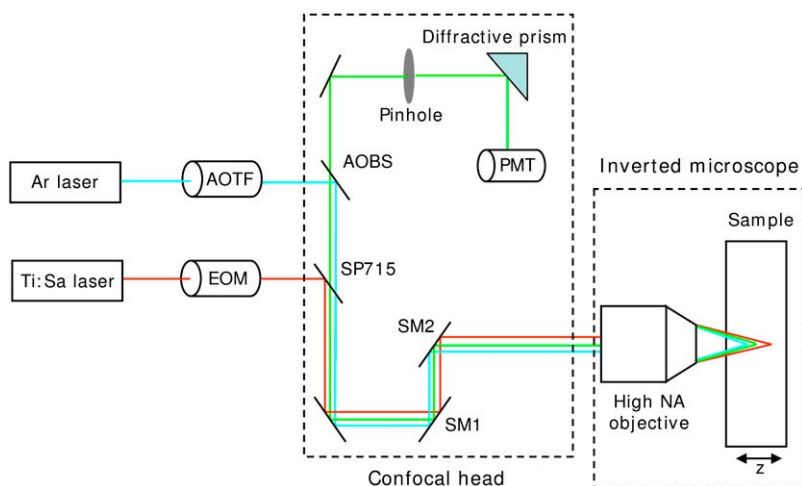 Diffractive prism
Pinhole
AOBS
PMT
Ar laser
AOTF
Inverted microscope
Sample
SP715
Ti:Sa laser
EOM
SM2
SM1
High NA
objective
z
Confocal head